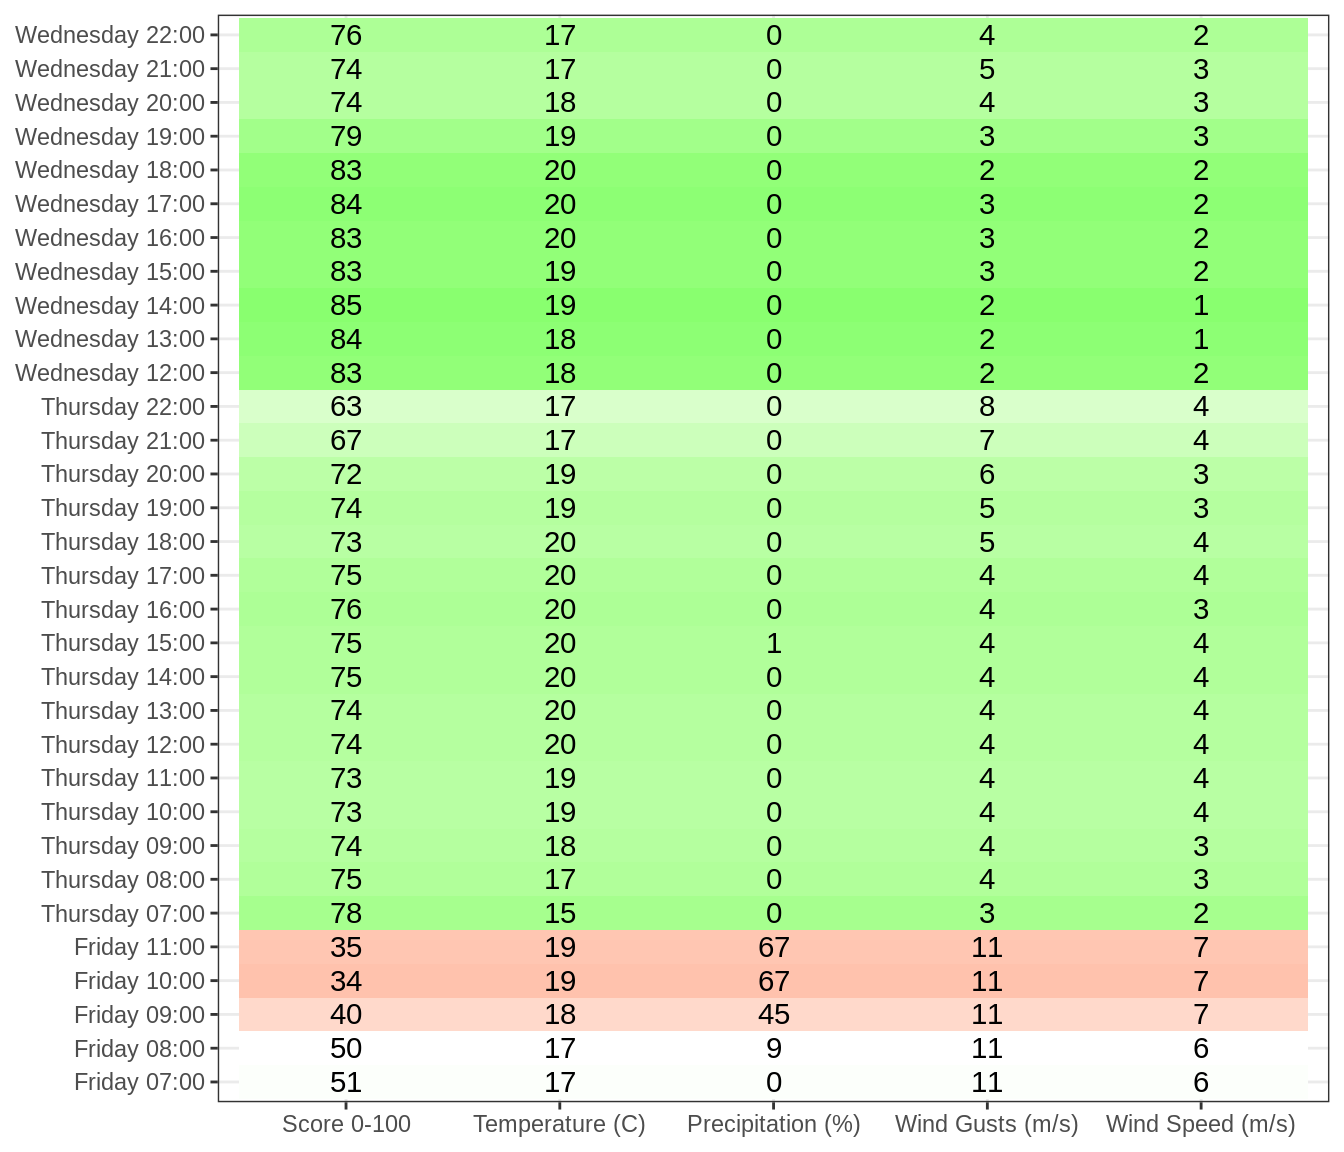 Wednesday 22:00 76 17 0 4 2
Wednesday 21:00 74 17 0 5 3
Wednesday 20:00 74 18 0 4 3
Wednesday 19:00 79 19 0 3 3
Wednesday 18:00 83 20 0 2 2
Wednesday 17:00 84 20 0 3 2
Wednesday 16:00 83 20 0 3 2
Wednesday 15:00 83 19 0 3 2
Wednesday 14:00 85 19 0 2 1
Wednesday 13:00 84 18 0 2 1
Wednesday 12:00 83 18 0 2 2
Thursday 22:00 63 17 0 8 4
Thursday 21:00 67 17 0 7 4
Thursday 20:00 72 19 0 6 3
Thursday 19:00 74 19 0 5 3
Thursday 18:00 73 20 0 5 4
Thursday 17:00 75 20 0 4 4
Thursday 16:00 76 20 0 4 3
Thursday 15:00 75 20 1 4 4
Thursday 14:00 75 20 0 4 4
Thursday 13:00 74 20 0 4 4
Thursday 12:00 74 20 0 4 4
Thursday 11:00 73 19 0 4 4
Thursday 10:00 73 19 0 4 4
Thursday 09:00 74 18 0 4 3
Thursday 08:00 75 17 0 4 3
Thursday 07:00 78 15 0 3 2
Friday 11:00 35 19 67 11 7
Friday 10:00 34 19 67 11 7
Friday 09:00 40 18 45 11 7
Friday 08:00 50 17 9 11 6
Friday 07:00 51 17 0 11 6
Score 0-100 Temperature (C) Precipitation (%) Wind Gusts (m/s) Wind Speed (m/s)